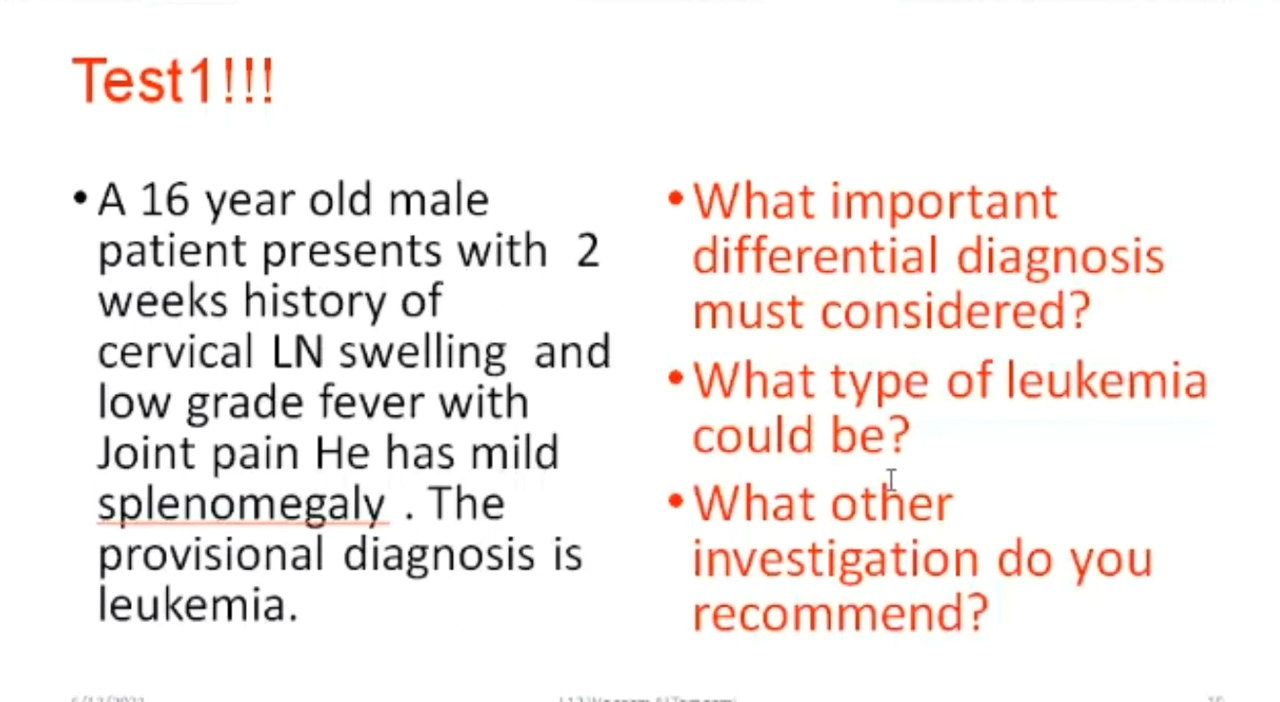 Test1!!!
• A 16 year old male
patient presents with 2
weeks history of
cervical LN swelling and
low grade fever with
Joint pain He has mild
splenomegaly . The
provisional diagnosis is
leukemia.
• What important
differential diagnosis
must considered?
• What type of leukemia
could be?
• What other
investigation do you
recommend?